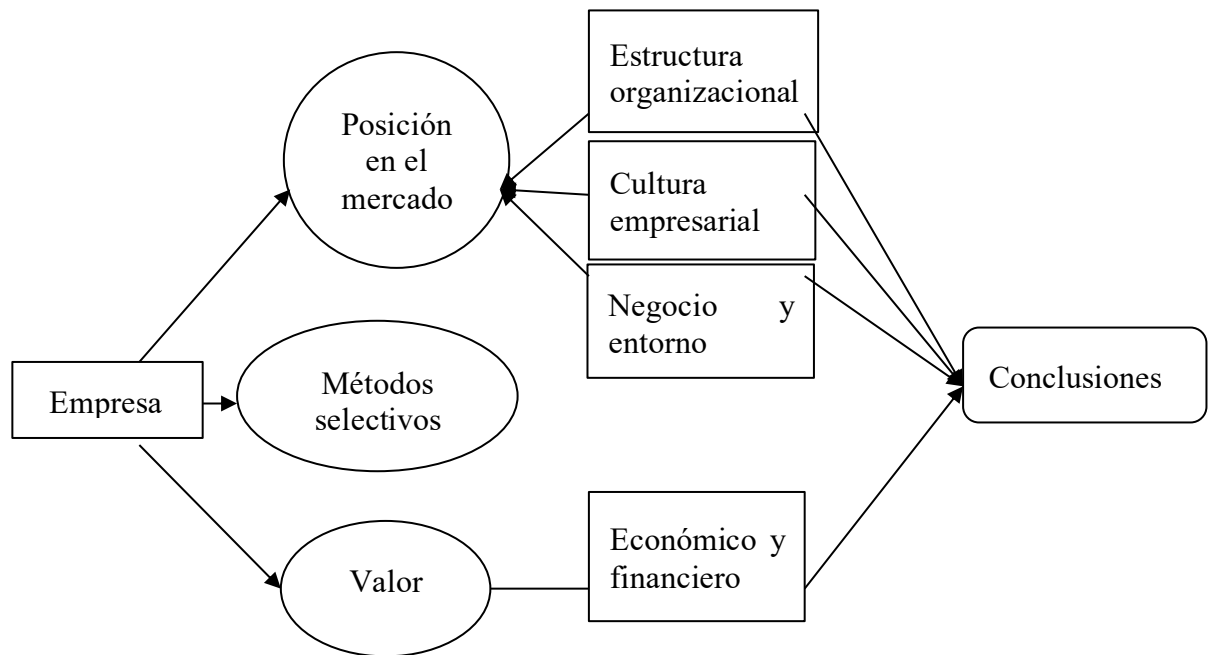 Estructura
organizacional
Posición
en el
mercado
Cultura
empresarial
Negocio y
entorno
Empresa
Métodos
selectivos
Conclusiones
Valor
Económico y
financiero